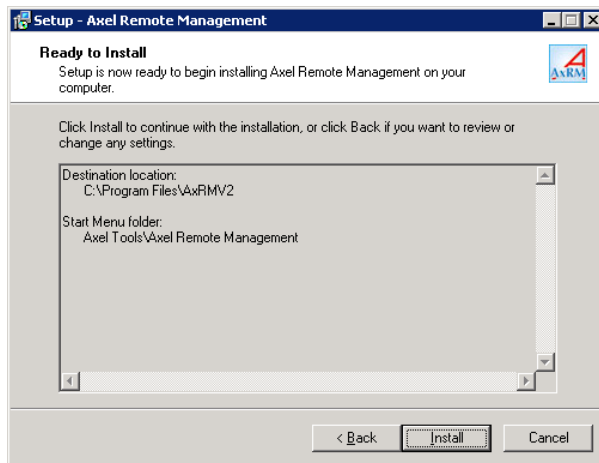 Setup - Axel Remote Management
Ready to Install
Setup is now ready to begin installing Axel Remote Management on your
computer.
AxRM
Click Install to continue with the installation, or click Back if you want to review or
change any settings.
Destination location:
C:\Program Files\AxRMV2
Start Menu folder:
Axel Tools\Axel Remote Management
< Back
Install
Cancel